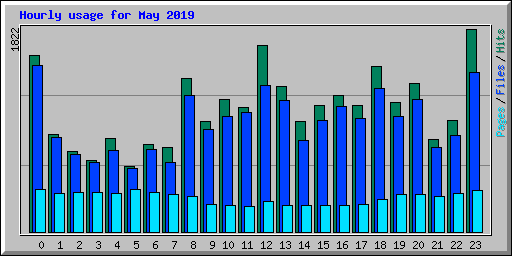 Hourly usage for May 2019
1822
Pages/Files/Hits
0 1 2 3 4 5 6 7 8 9 10 11 12 13 14 15 16 17 18 19 20 21 22 23